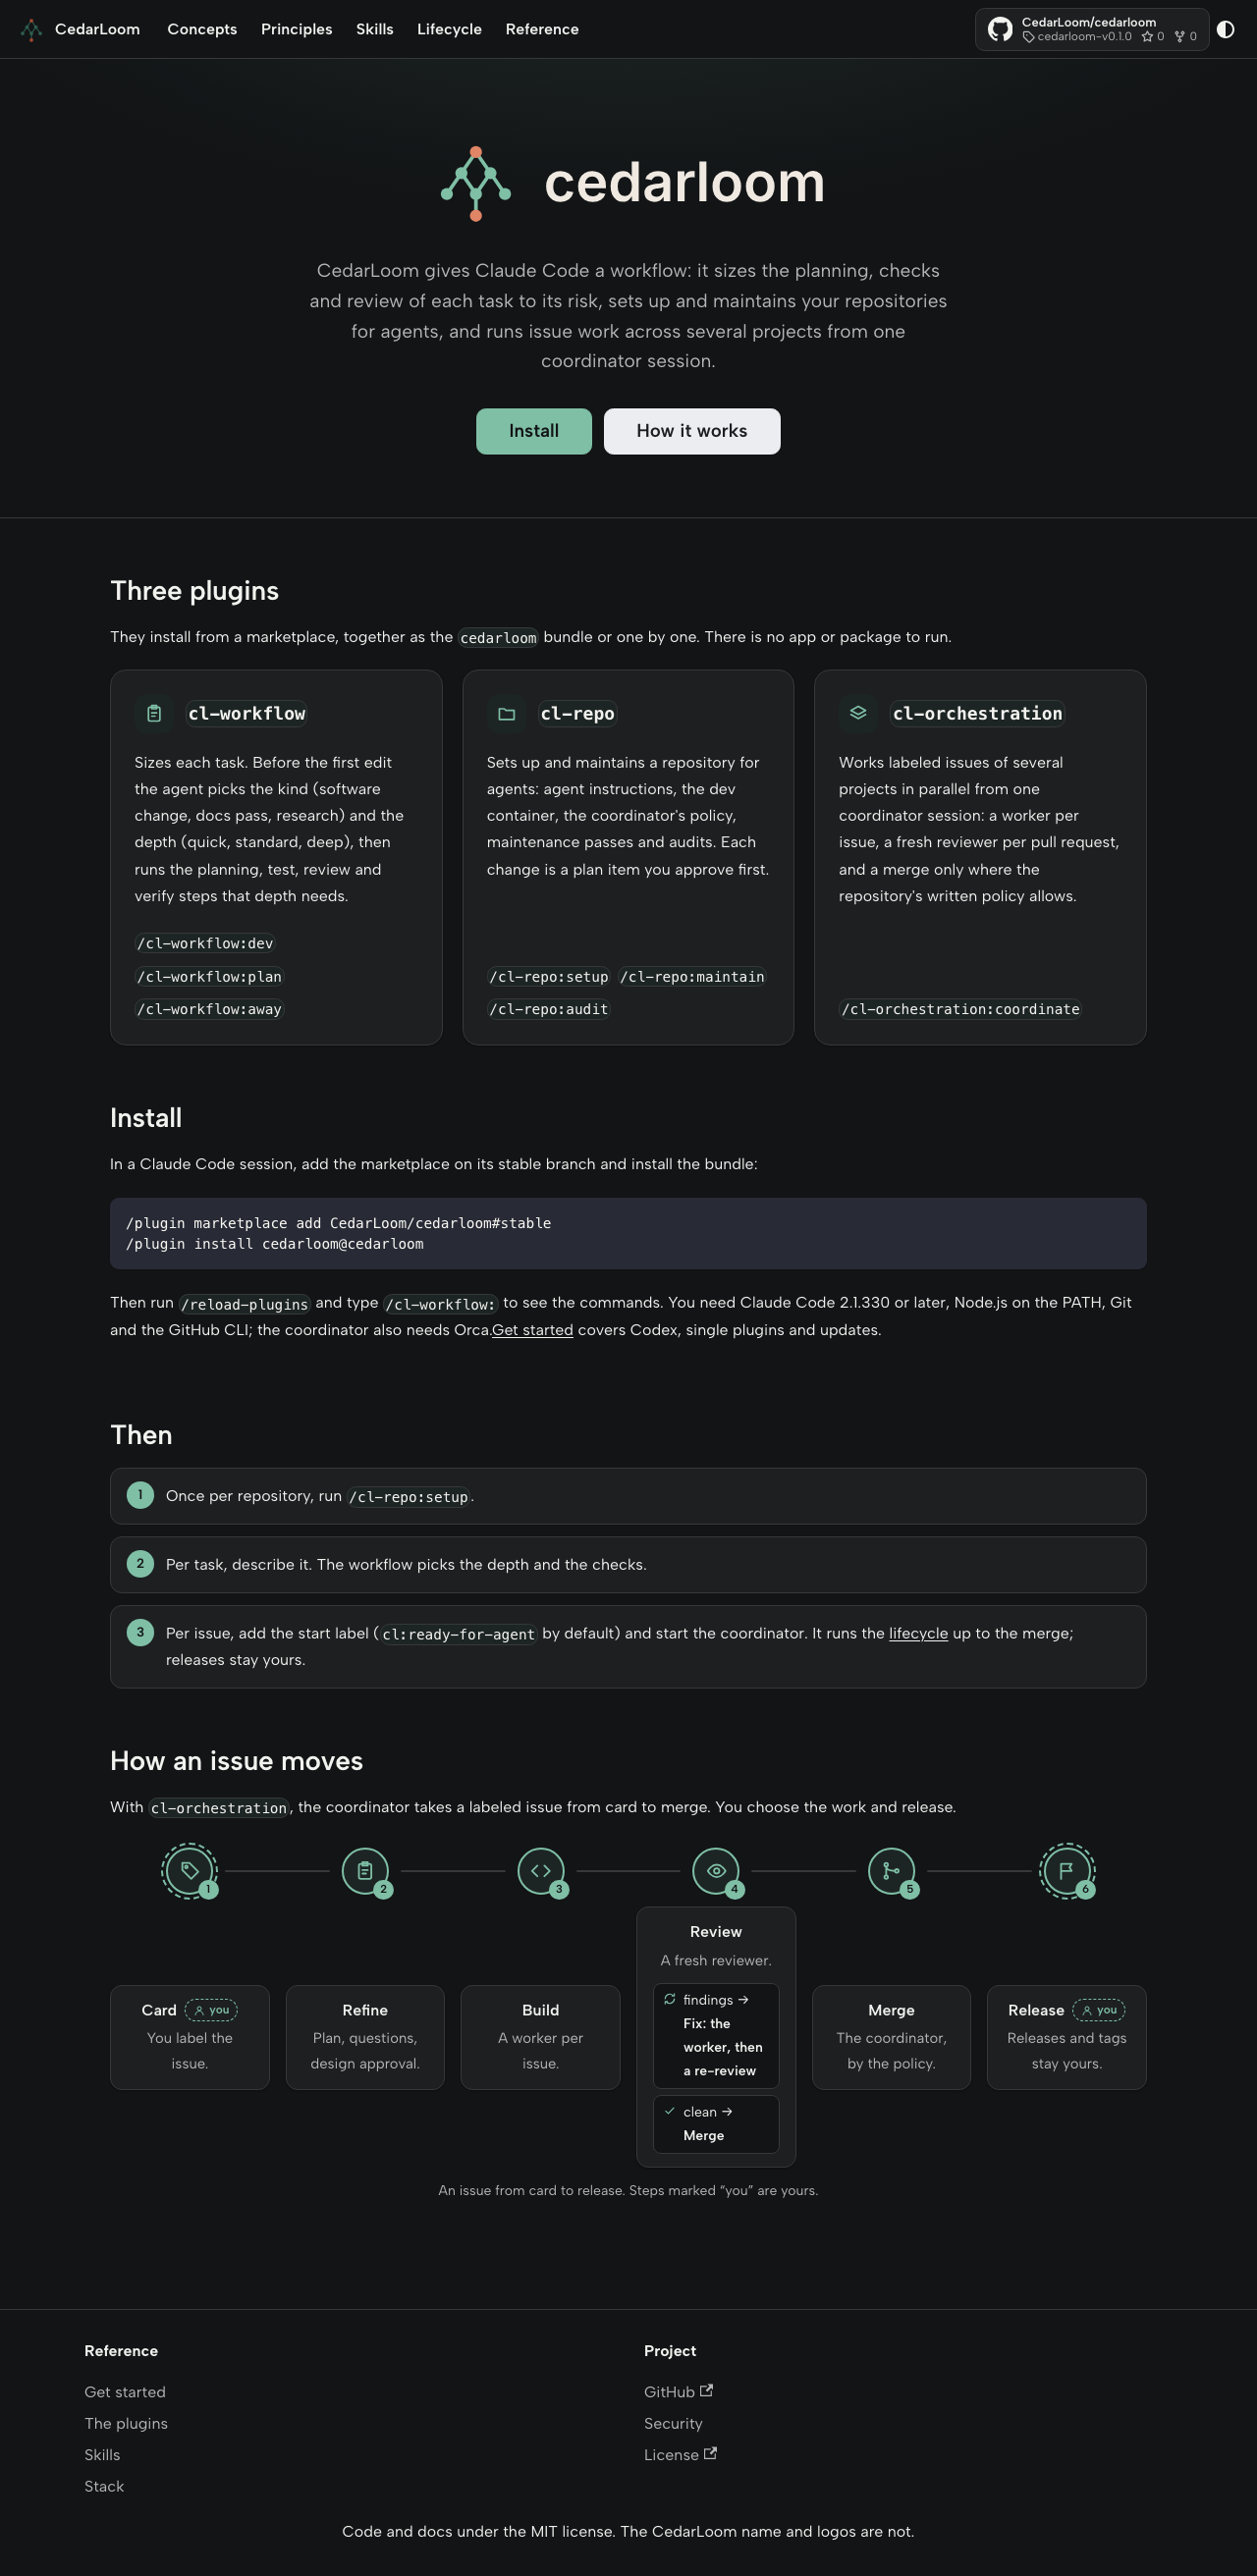 CedarLoom Concepts Principles Skills Lifecycle Reference
CedarLoom/cedarloom
cedarloom-v0.1.0 0 0
cedarloom
CedarLoom gives Claude Code a workflow: it sizes the planning, checks
and review of each task to its risk, sets up and maintains your repositories
for agents, and runs issue work across several projects from one
coordinator session.
Install How it works
Three plugins
They install from a marketplace, together as the cedarloom bundle or one by one. There is no app or package to run.
cl-workflow
Sizes each task. Before the first edit
the agent picks the kind (software
change, docs pass, research) and the
depth (quick, standard, deep), then
runs the planning, test, review and
verify steps that depth needs.
/cl-workflow:dev
/cl-workflow:plan
/cl-workflow:away
cl-repo
Sets up and maintains a repository for
agents: agent instructions, the dev
container, the coordinator's policy,
maintenance passes and audits. Each
change is a plan item you approve first.
/cl-repo:setup /cl-repo:maintain
/cl-repo:audit
cl-orchestration
Works labeled issues of several
projects in parallel from one
coordinator session: a worker per
issue, a fresh reviewer per pull request,
and a merge only where the
repository's written policy allows.
/cl-orchestration:coordinate
Install
In a Claude Code session, add the marketplace on its stable branch and install the bundle:
/plugin marketplace add CedarLoom/cedarloom#stable
/plugin install cedarloom@cedarloom
Then run /reload-plugins and type /cl-workflow: to see the commands. You need Claude Code 2.1.330 or later, Node.js on the PATH, Git
and the GitHub CLI; the coordinator also needs Orca.Get started covers Codex, single plugins and updates.
Then
1 Once per repository, run /cl-repo:setup.
2 Per task, describe it. The workflow picks the depth and the checks.
3 Per issue, add the start label (cl:ready-for-agent by default) and start the coordinator. It runs the lifecycle up to the merge;
releases stay yours.
How an issue moves
With cl-orchestration, the coordinator takes a labeled issue from card to merge. You choose the work and release.
1 2 3 4 5 6
Card you
You label the
issue.
Refine
Plan, questions,
design approval.
Build
A worker per
issue.
Review
A fresh reviewer.
findings →
Fix: the
worker, then
a re-review
clean →
Merge
Merge
The coordinator,
by the policy.
Release you
Releases and tags
stay yours.
An issue from card to release. Steps marked “you” are yours.
Reference
Get started
The plugins
Skills
Stack
Project
GitHub
Security
License
Code and docs under the MIT license. The CedarLoom name and logos are not.